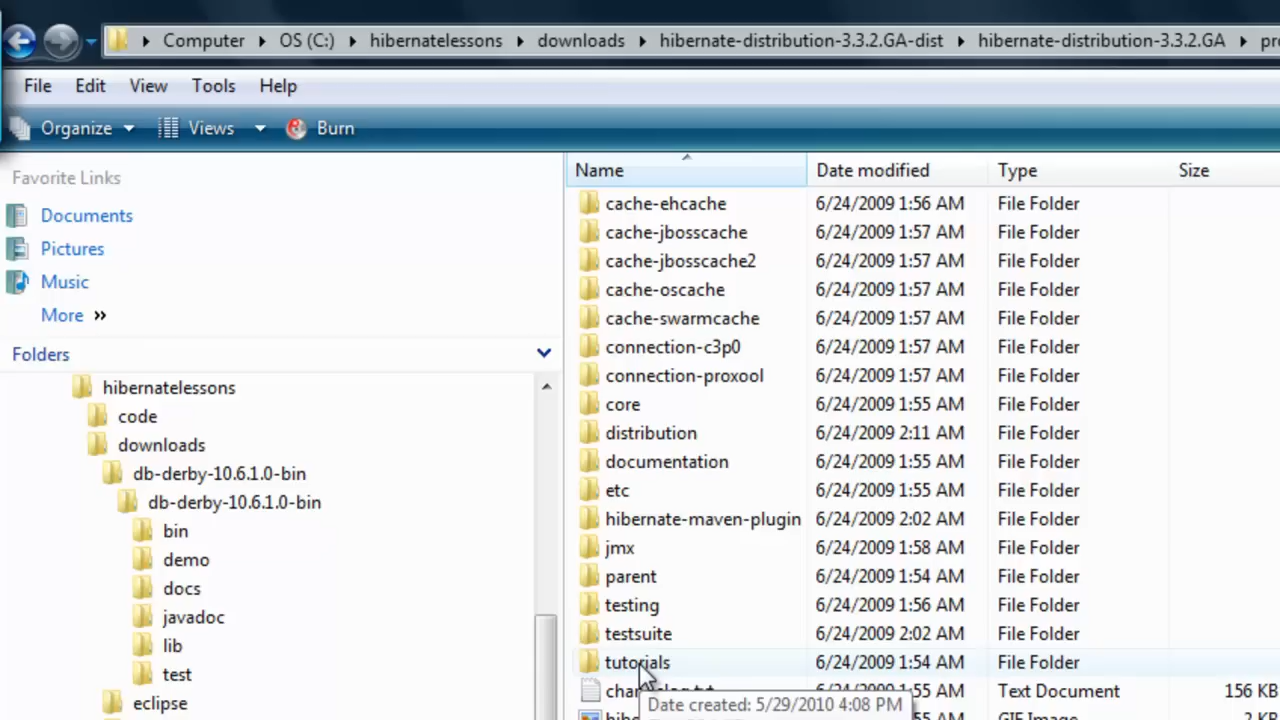 Computer OS (C:) hibernatelessons downloads hibernate-distribution-3.3.2.GA-dist hibernate-distribution-3.3.2.GA
File Edit View Tools Help
Organize Views Burn
Favorite Links
Documents
Pictures
Music
More »
Folders
hibernatelessons
code
downloads
db-derby-10.6.1.0-bin
db-derby-10.6.1.0-bin
bin
demo
docs
javadoc
lib
test
eclipse
Name Date modified Type Size
cache-ehcache 6/24/2009 1:56 AM File Folder
cache-jbosscache 6/24/2009 1:57 AM File Folder
cache-jbosscache2 6/24/2009 1:57 AM File Folder
cache-oscache 6/24/2009 1:57 AM File Folder
cache-swarmcache 6/24/2009 1:57 AM File Folder
connection-c3p0 6/24/2009 1:57 AM File Folder
connection-proxool 6/24/2009 1:57 AM File Folder
core 6/24/2009 1:55 AM File Folder
distribution 6/24/2009 2:11 AM File Folder
documentation 6/24/2009 1:55 AM File Folder
etc 6/24/2009 1:55 AM File Folder
hibernate-maven-plugin 6/24/2009 2:02 AM File Folder
jmx 6/24/2009 1:58 AM File Folder
parent 6/24/2009 1:54 AM File Folder
testing 6/24/2009 1:56 AM File Folder
testsuite 6/24/2009 2:02 AM File Folder
tutorials 6/24/2009 1:54 AM File Folder
6/24/2009 1:55 AM Text Document 156 KB
Date created: 5/29/2010 4:08 PM
GIF Image 2 KB